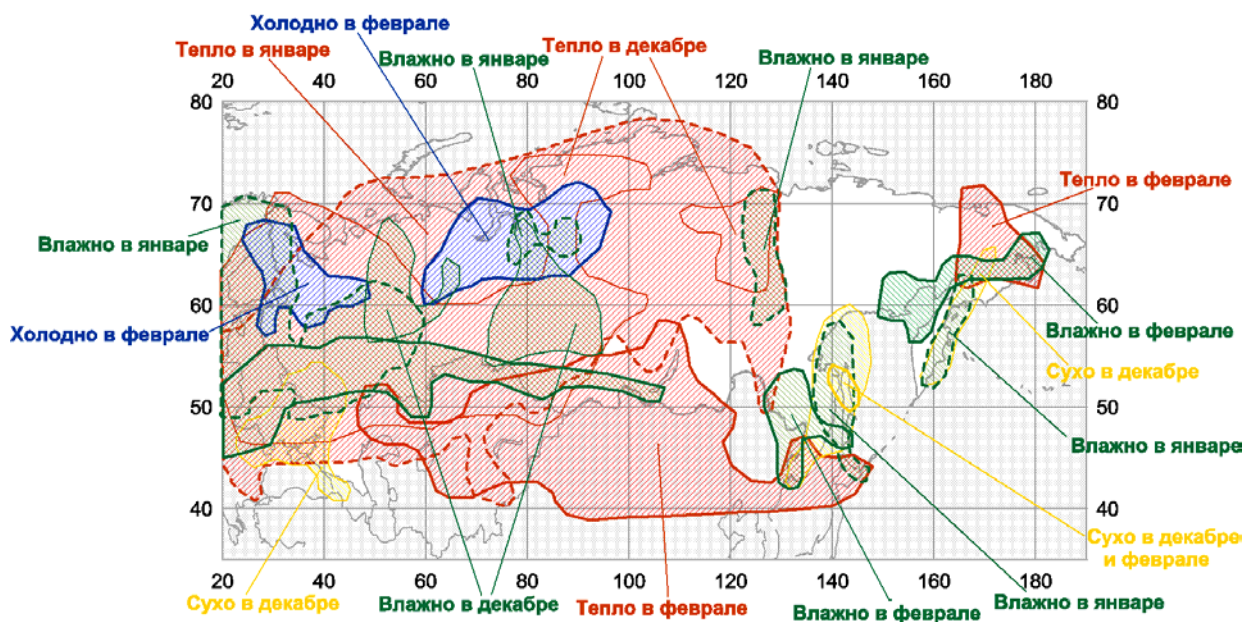 Холодно в феврале
Тепло в январе
Тепло в декабре
Влажно в январе
Влажно в январе
20 40 60 80 100 120 140 160 180
80 80
Тепло в феврале
70 70
Влажно в январе
60 60
Влажно в феврале
Холодно в феврале
Сухо в декабре
50 50
Влажно в январе
40 40
Сухо в декабре
и феврале
20 40 60 80 100 120 140 160 180
Сухо в декабре
Влажно в декабре
Тепло в феврале
Влажно в феврале
Влажно в январе